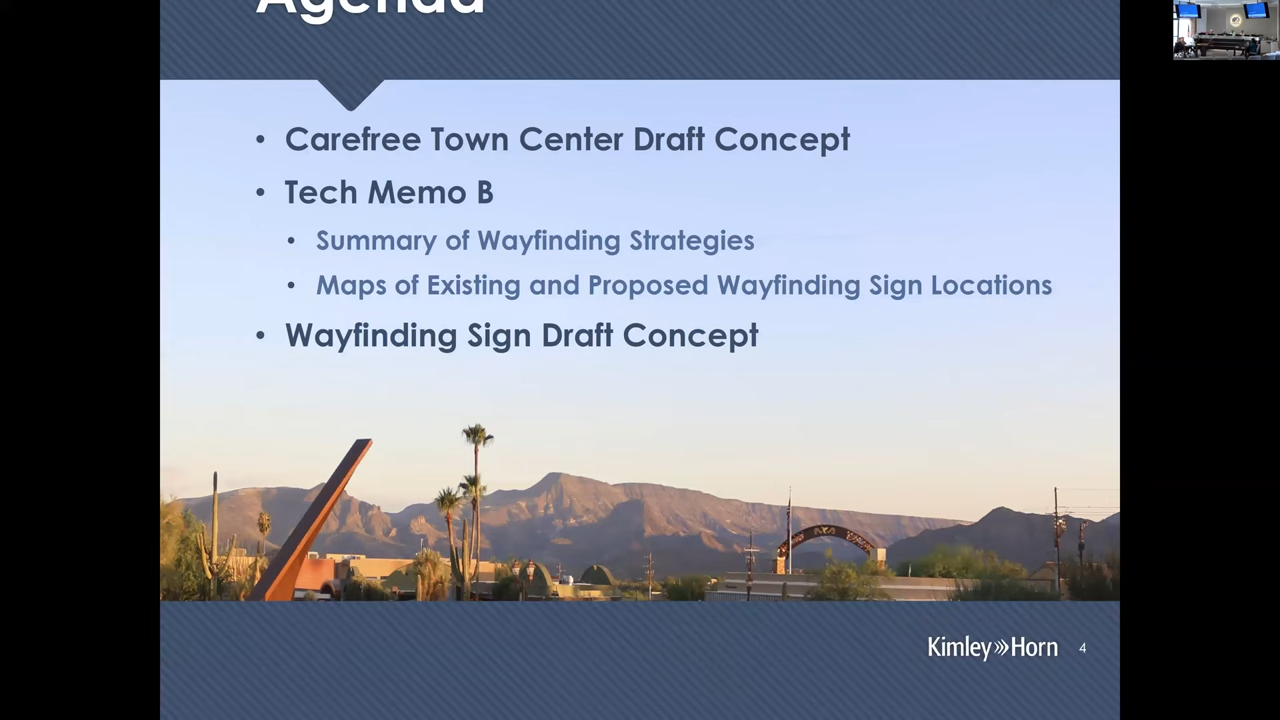 Agenda
• Carefree Town Center Draft Concept
• Tech Memo B
• Summary of Wayfinding Strategies
• Maps of Existing and Proposed Wayfinding Sign Locations
• Wayfinding Sign Draft Concept
Kimley»Horn 4